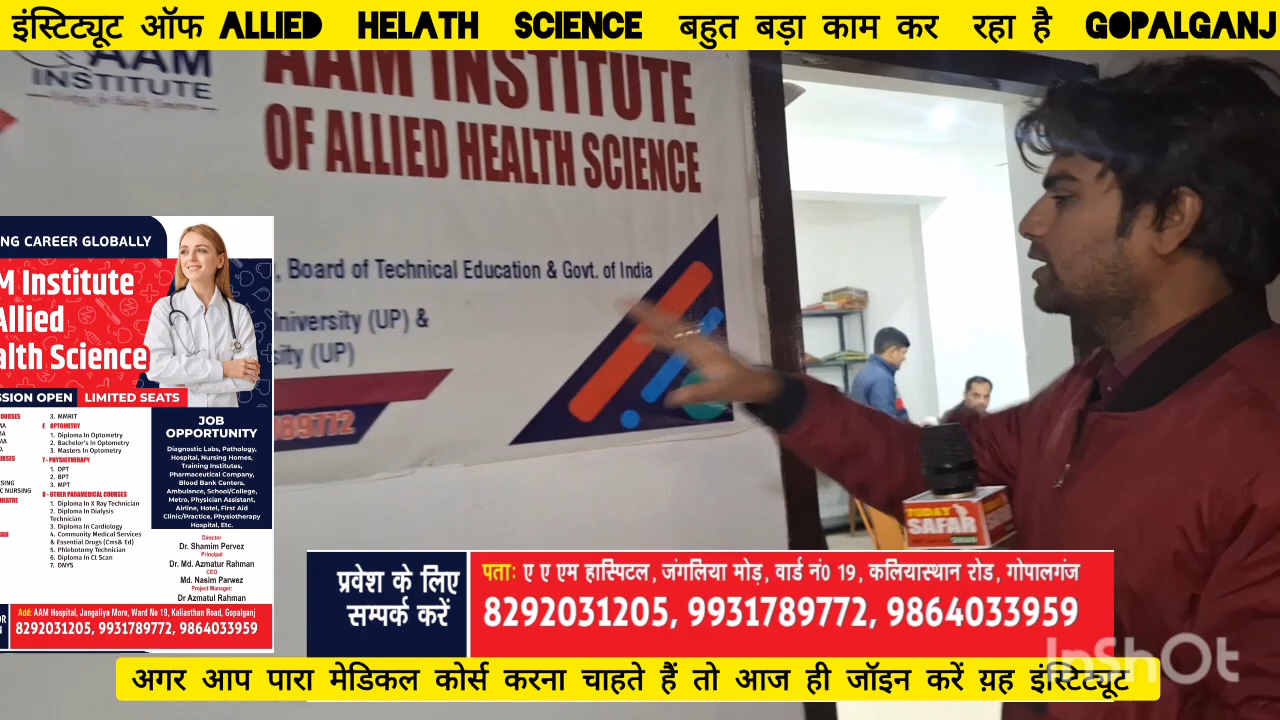 इंस्टिट्यूट ऑफ ALLIED HELATH SCIENCE बहुत बड़ा काम कर रहा है GOPALGANJ
AAM
INSTITUTE
AAM INSTITUTE
OF ALLIED HEALTH SCIENCE
, Board of Technical Education & Govt. of India
University (UP) &
sity (UP)
89772
NG CAREER GLOBALLY
M Institute
Allied
alth Science
SSION OPEN LIMITED SEATS
3. MMRIT
E OPTOMETRY
1. Diploma In Optometry
2. Bachelor's In Optometry
3. Masters In Optometry
7- PHYSIOTHERAPY
1. DPT
2. BPT
3. MPT
8 - OTHER PARAMEDICAL COURSES
1. Diploma In X Ray Technician
2. Diploma In Dialysis
Technician
3. Diploma In Cardiology
4. Community Medical Services
& Essential Drugs (Cms& Ed)
5. Phlebotomy Technician
6. Diploma In Ct Scan
7. DNYS
JOB
OPPORTUNITY
Diagnostic Labs, Pathology,
Hospital, Nursing Homes,
Training Institutes,
Pharmaceutical Company,
Blood Bank Centers,
Ambulance, School/College,
Metro, Physician Assistant,
Airline, Hotel, First Aid
Clinic/Practice, Physiotherapy
Hospital, Etc.
Director
Dr. Shamim Pervez
Principal
Dr. Md. Azmatur Rahman
CEO
Md. Nasim Parwez
Project Manager:
Dr Azmatul Rahman
Add: AAM Hospital, Jangaliya More, Ward No 19, Kaliasthan Road, Gopalganj
8292031205, 9931789772, 9864033959
TODAY
SAFAR
प्रवेश के लिए
सम्पर्क करें
पताः ए ए एम हास्पिटल, जंगलिया मोड़, वार्ड नं0 19, कलियास्थान रोड, गोपालगंज
8292031205, 9931789772, 9864033959
InShOt
अगर आप पारा मेडिकल कोर्स करना चाहते हैं तो आज ही जॉइन करें य़ह इंस्टिट्यूट